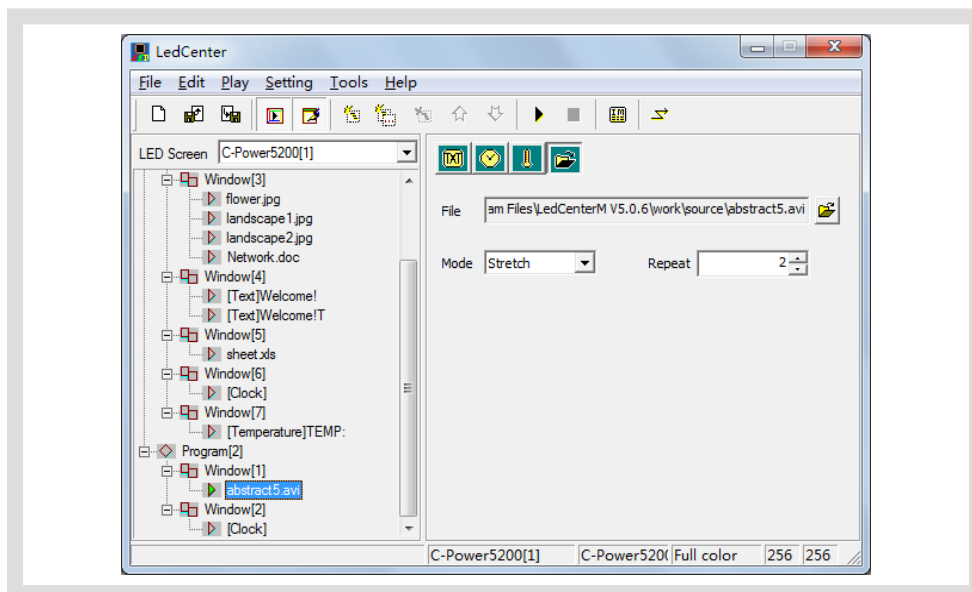 LedCenter
File Edit Play Setting Tools Help
LED Screen C-Power5200[1]
TXT
Window[3]
flower.jpg
landscape1.jpg
landscape2.jpg
Network.doc
Window[4]
[Text]Welcome!
[Text]Welcome!T
Window[5]
sheet.xls
Window[6]
[Clock]
Window[7]
[Temperature]TEMP:
Program[2]
Window[1]
abstract5.avi
Window[2]
[Clock]
File am Files\LedCenterM V5.0.6\work\source\abstract5.avi
Mode Stretch Repeat 2
C-Power5200[1] C-Power520( Full color 256 256